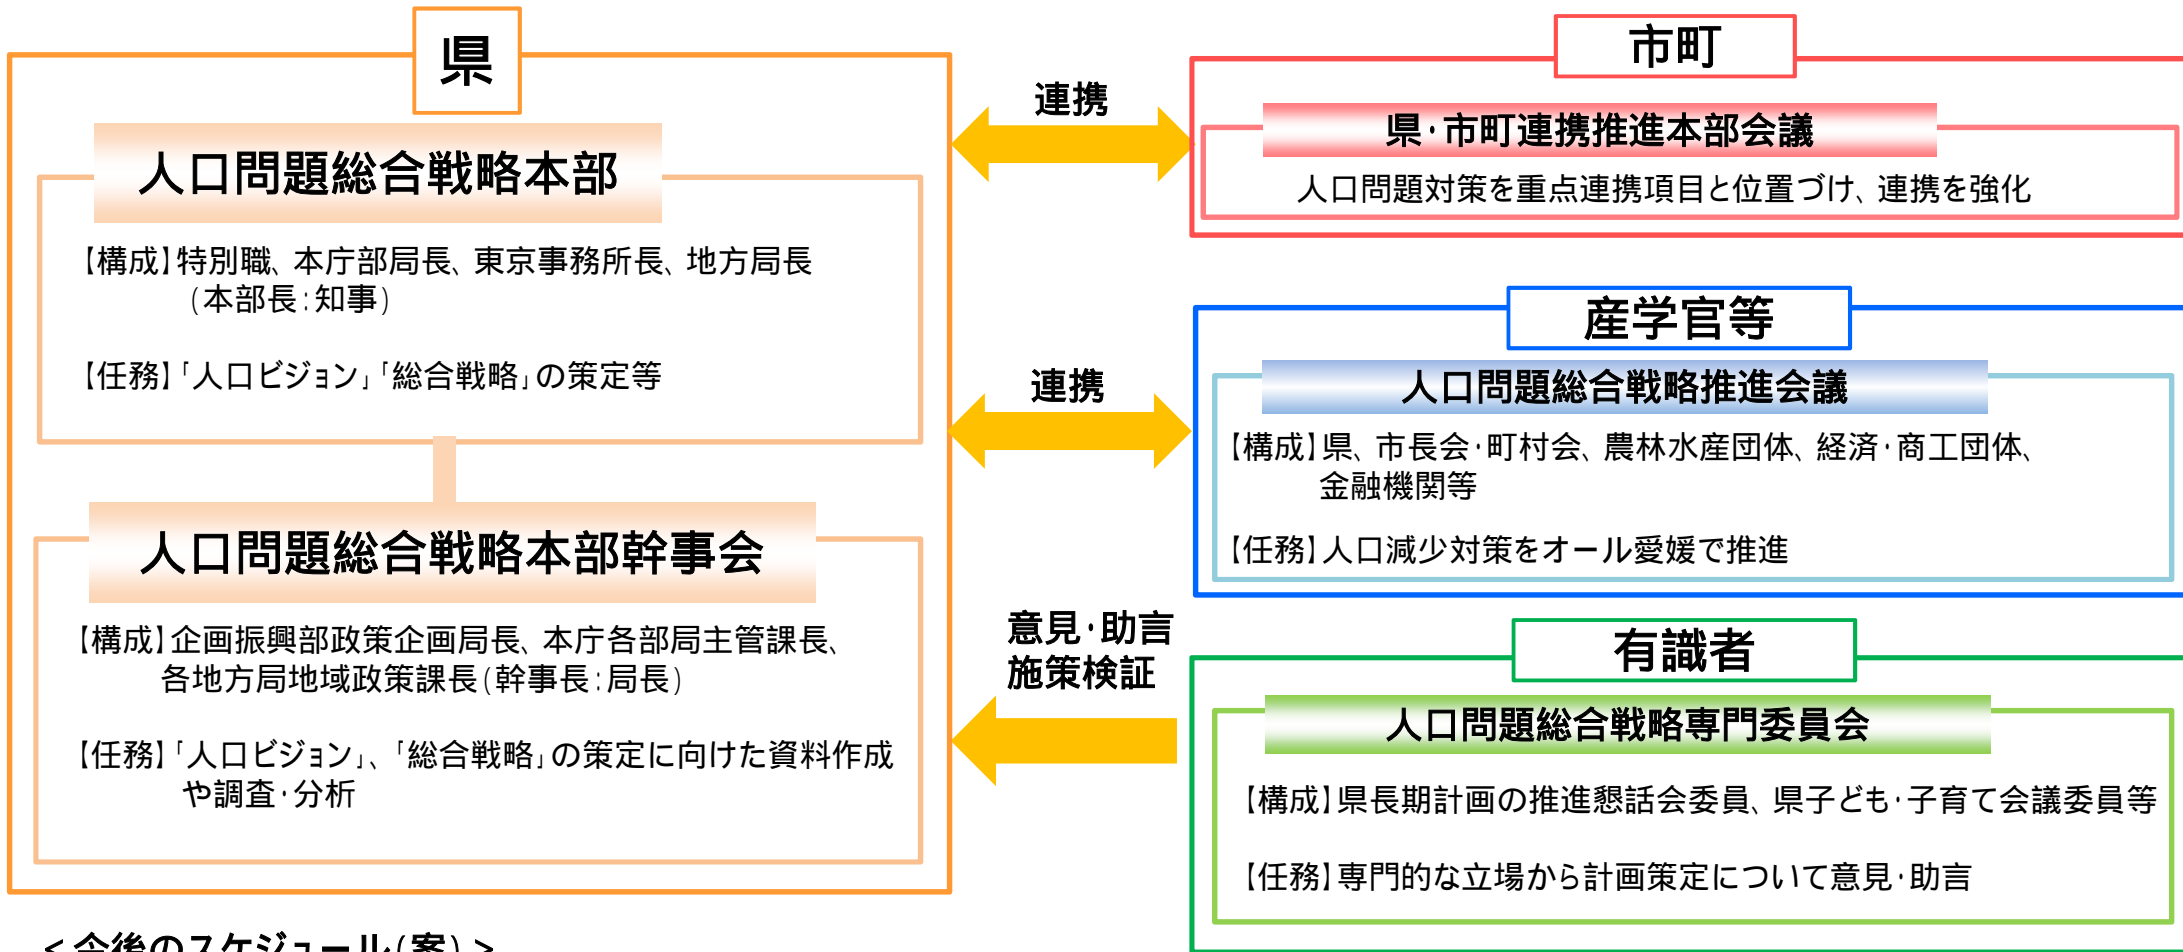 県
人口問題総合戦略本部
【構成】特別職、本庁部局長、東京事務所長、地方局長
(本部長:知事)
【任務】「人口ビジョン」「総合戦略」の策定等
人口問題総合戦略本部幹事会
【構成】企画振興部政策企画局長、本庁各部局主管課長、
各地方局地域政策課長(幹事長:局長)
【任務】「人口ビジョン」、「総合戦略」の策定に向けた資料作成
や調査・分析
連携
連携
意見・助言
施策検証
市町
県・市町連携推進本部会議
人口問題対策を重点連携項目と位置づけ、連携を強化
産学官等
人口問題総合戦略推進会議
【構成】県、市長会・町村会、農林水産団体、経済・商工団体、
金融機関等
【任務】人口減少対策をオール愛媛で推進
有識者
人口問題総合戦略専門委員会
【構成】県長期計画の推進懇話会委員、県子ども・子育て会議委員等
【任務】専門的な立場から計画策定について意見・助言
<今後のスケジュール(案)>